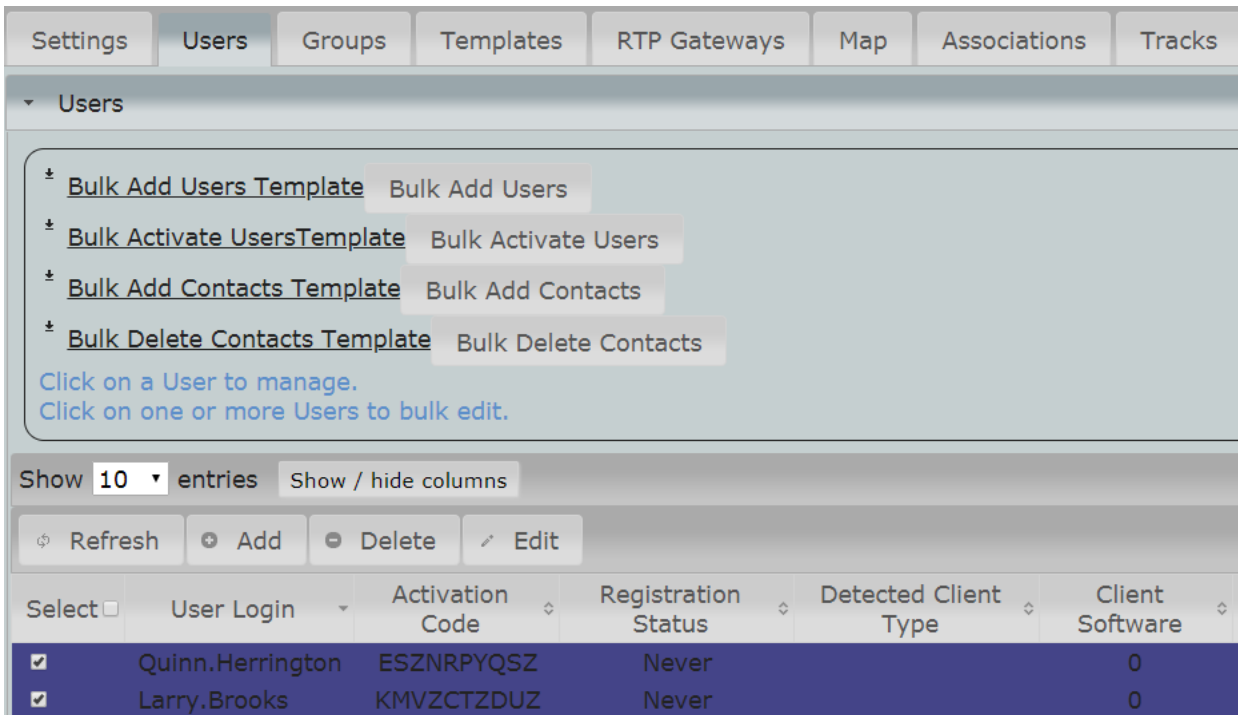 Settings Users Groups Templates RTP Gateways Map Associations Tracks
Users
Bulk Add Users Template Bulk Add Users
Bulk Activate UsersTemplate Bulk Activate Users
Bulk Add Contacts Template Bulk Add Contacts
Bulk Delete Contacts Template Bulk Delete Contacts
Click on a User to manage.
Click on one or more Users to bulk edit.
Show 10 entries Show / hide columns
Refresh Add Delete Edit
Select User Login Activation Code Registration Status Detected Client Type Client Software
Quinn.Herrington ESZNRPYQSZ Never 0
Larry.Brooks KMVZCTZDUZ Never 0